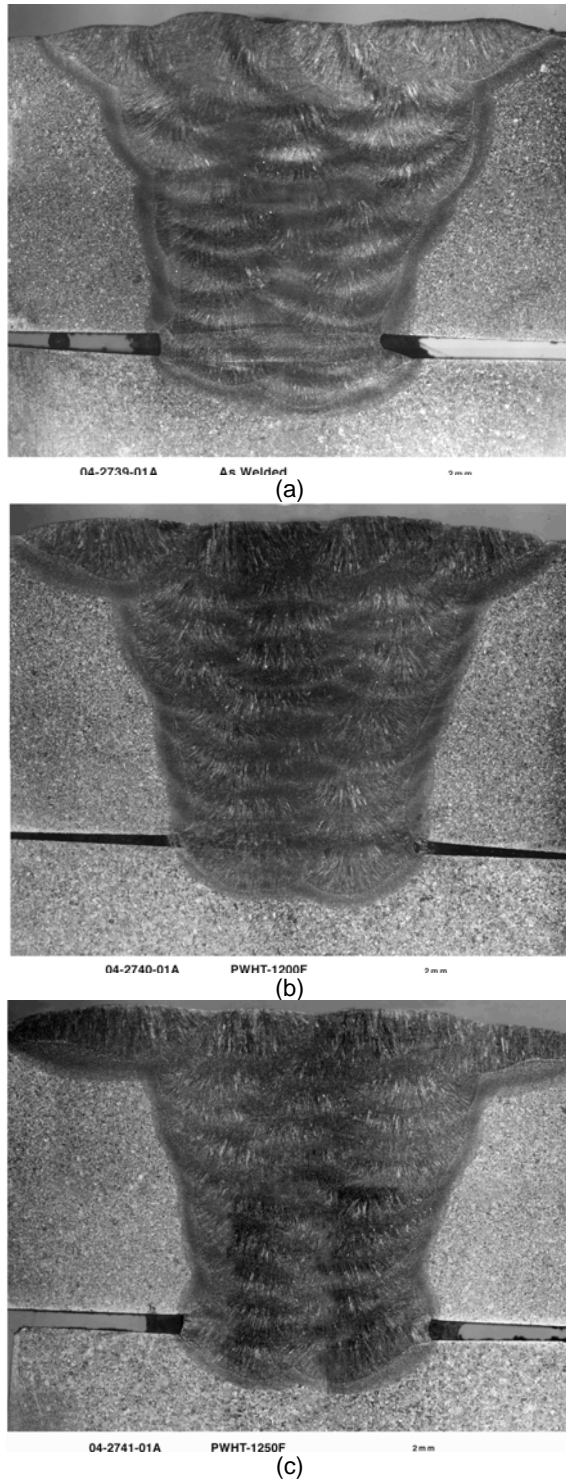 04-2739-01A As Welded 2mm
(a)
04-2740-01A PWHT-1200F 2mm
(b)
04-2741-01A PWHT-1250F 2mm
(c)